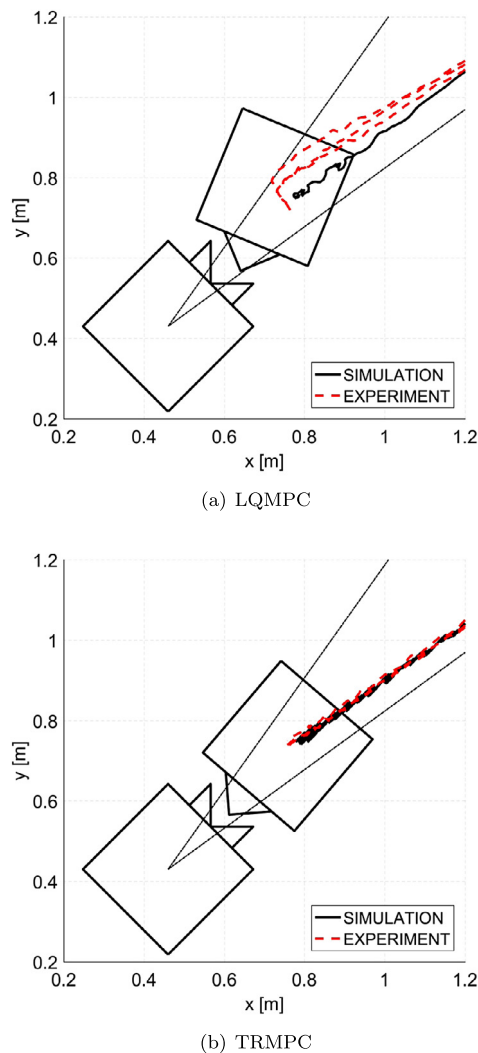 1.2
1
0.8
0.6
0.4
0.2
y [m]
SIMULATION
EXPERIMENT
0.2 0.4 0.6 0.8 1 1.2
x [m]
(a) LQMPC
1.2
1
0.8
0.6
0.4
0.2
y [m]
SIMULATION
EXPERIMENT
0.2 0.4 0.6 0.8 1 1.2
x [m]
(b) TRMPC